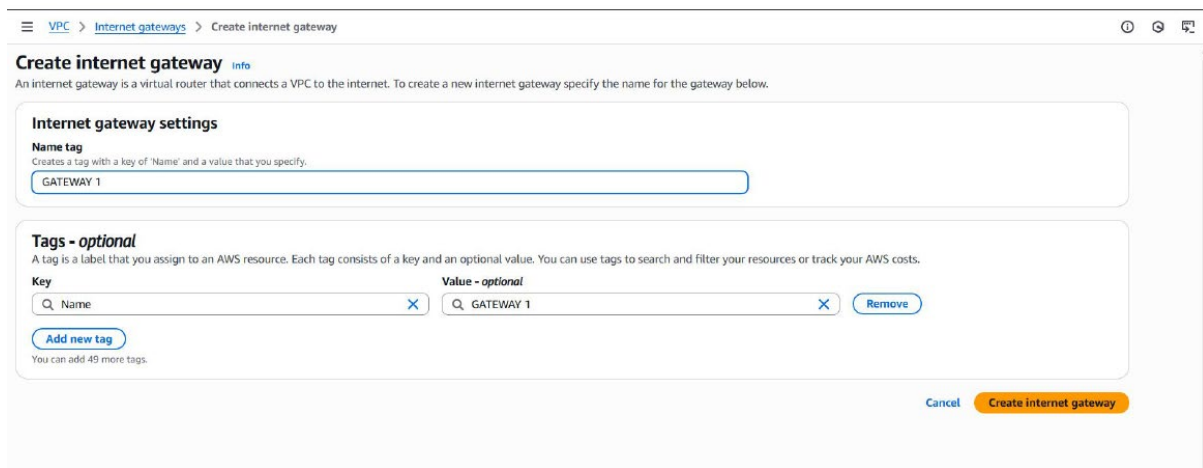 VPC > Internet gateways > Create internet gateway
Create internet gateway Info
An internet gateway is a virtual router that connects a VPC to the internet. To create a new internet gateway specify the name for the gateway below.
Internet gateway settings
Name tag
Creates a tag with a key of 'Name' and a value that you specify.
GATEWAY 1
Tags - optional
A tag is a label that you assign to an AWS resource. Each tag consists of a key and an optional value. You can use tags to search and filter your resources or track your AWS costs.
Key Value - optional
Name GATEWAY 1 Remove
Add new tag
You can add 49 more tags.
Cancel Create internet gateway